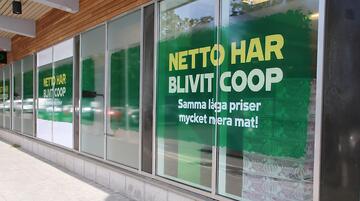 NETTO HAR
BLIVIT COOP
NETTO HAR
BLIVIT COOP
Samma låga priser
mycket mera mat!